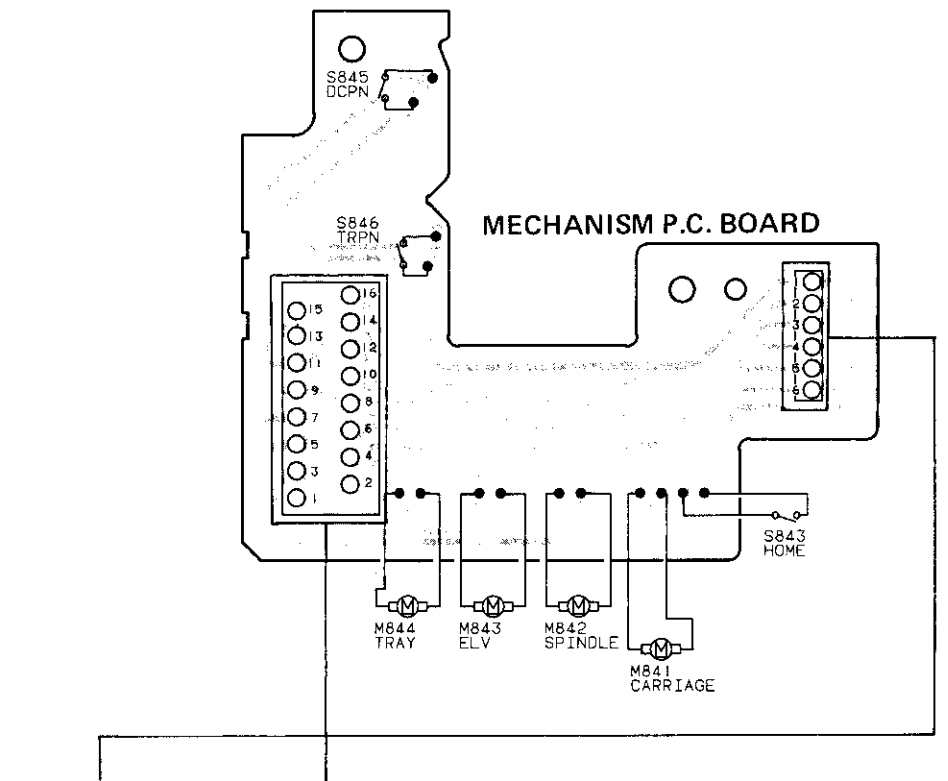 S845
DCPN
S846
TRPN
MECHANISM P.C. BOARD
16
15
14
13
12
11
10
9
8
7
6
5
4
3
2
1
2
3
4
5
6
S843
HOME
M844
TRAY
M843
ELV
M842
SPINDLE
M841
CARRIAGE